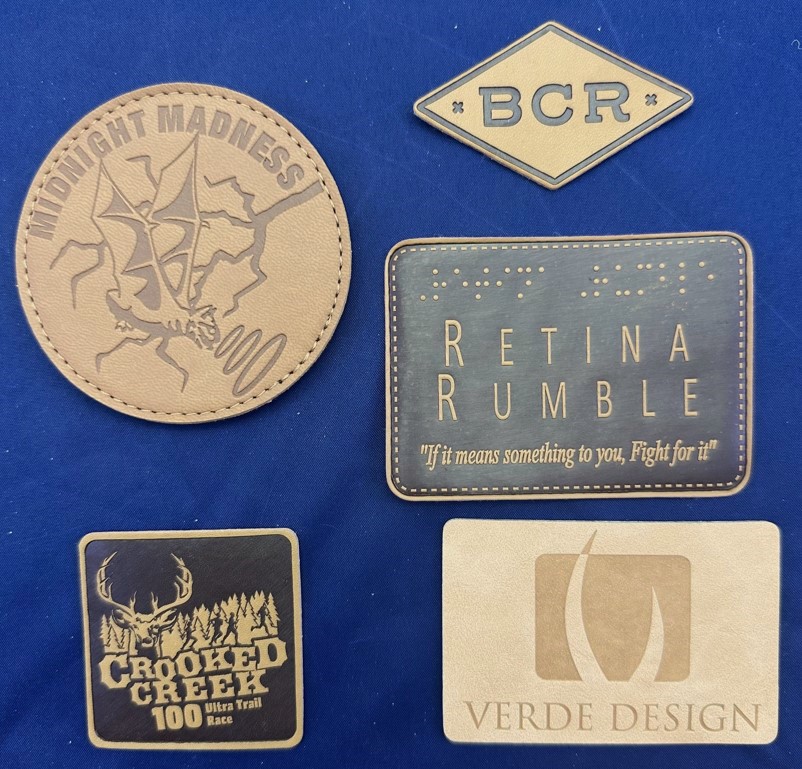 MIDNIGHT MADNESS
BCR
RETINA
RUMBLE
"If it means something to you, Fight for it"
CROOKED
CREEK
100 Ultra Trail
Race
VERDE DESIGN